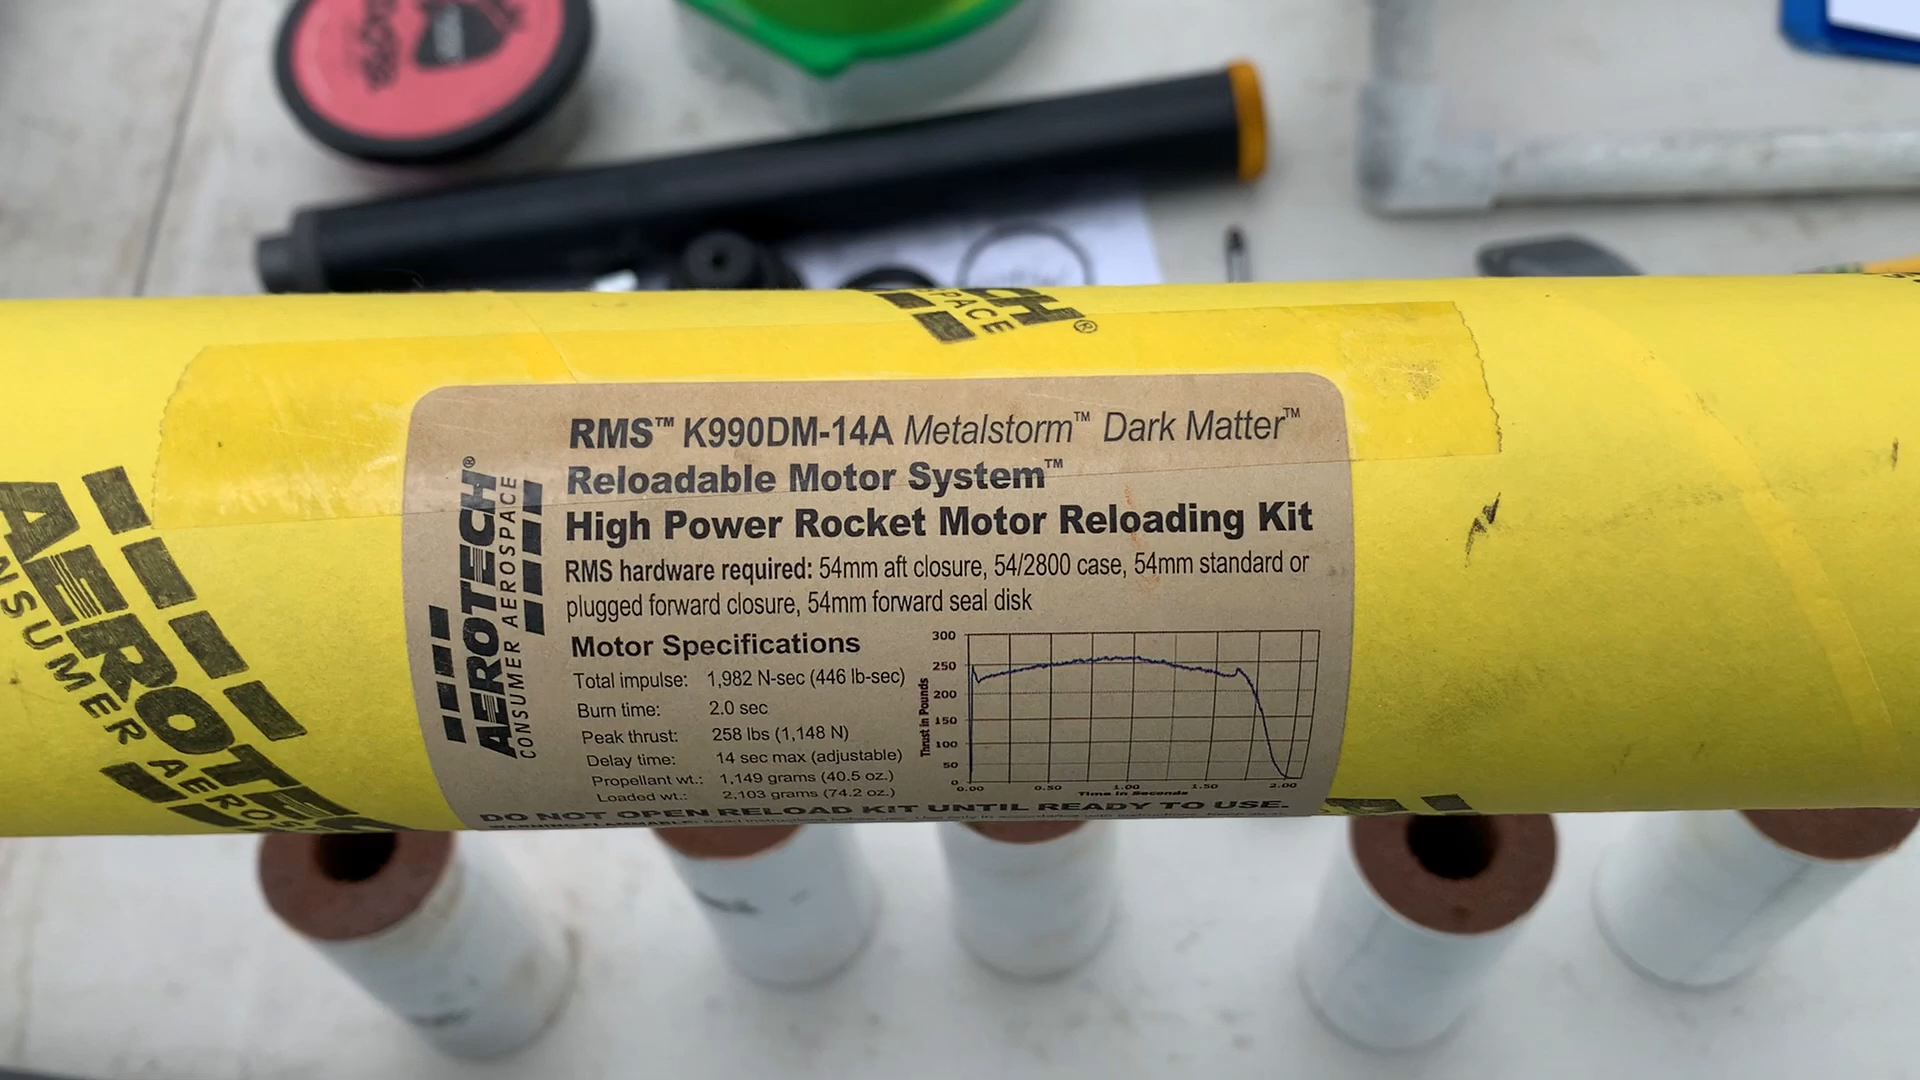 PACE
CH®
RMS™ K990DM-14A Metalstorm™ Dark Matter™
Reloadable Motor System™
High Power Rocket Motor Reloading Kit
RMS hardware required: 54mm aft closure, 54/2800 case, 54mm standard or
plugged forward closure, 54mm forward seal disk
AEROTECH®
CONSUMER AEROSPACE
Motor Specifications
Total impulse: 1,982 N-sec (446 lb-sec)
Burn time: 2.0 sec
Peak thrust: 258 lbs (1,148 N)
Delay time: 14 sec max (adjustable)
Propellant wt.: 1,149 grams (40.5 oz.)
Loaded wt.: 2,103 grams (74.2 oz.)
Thrust in Pounds
300
250
200
150
100
50
0
0.00 0.50 1.00 1.50 2.00
Time in Seconds
DO NOT OPEN RELOAD KIT UNTIL READY TO USE.
AEROTEC
NSUMER AERO